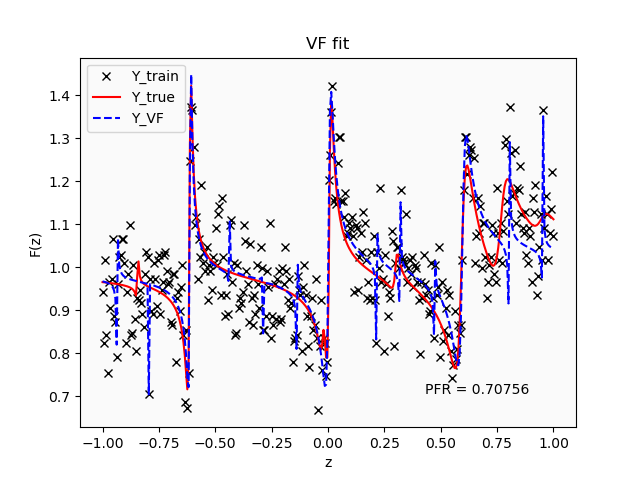 VF fit
Y_train
Y_true
Y_VF
F(z)
1.4
1.3
1.2
1.1
1.0
0.9
0.8
0.7
PFR = 0.70756
−1.00 −0.75 −0.50 −0.25 0.00 0.25 0.50 0.75 1.00
z